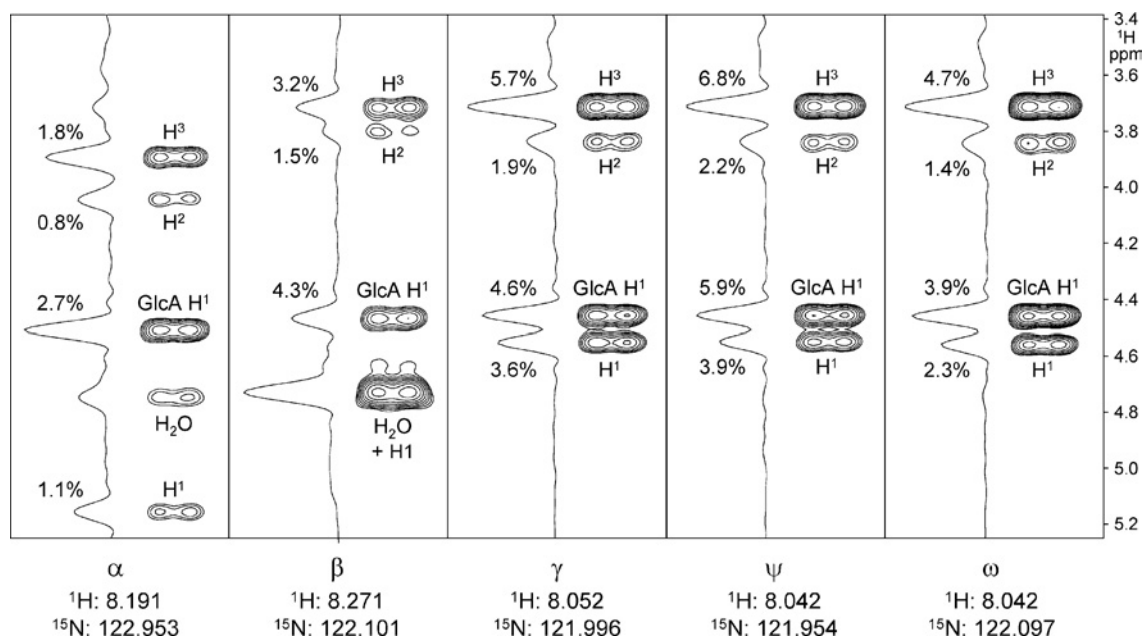 3.4
¹H
ppm
3.6
3.8
4.0
4.2
4.4
4.6
4.8
5.0
5.2
1.8%
H³
0.8%
H²
2.7%
GlcA H¹
H₂O
1.1%
H¹
3.2%
H³
1.5%
H²
4.3%
GlcA H¹
H₂O
+ H1
5.7%
H³
1.9%
H²
4.6%
GlcA H¹
3.6%
H¹
6.8%
H³
2.2%
H²
5.9%
GlcA H¹
3.9%
H¹
4.7%
H³
1.4%
H²
3.9%
GlcA H¹
2.3%
H¹
α
¹H: 8.191
¹⁵N: 122.953
β
¹H: 8.271
¹⁵N: 122.101
γ
¹H: 8.052
¹⁵N: 121.996
ψ
¹H: 8.042
¹⁵N: 121.954
ω
¹H: 8.042
¹⁵N: 122.097